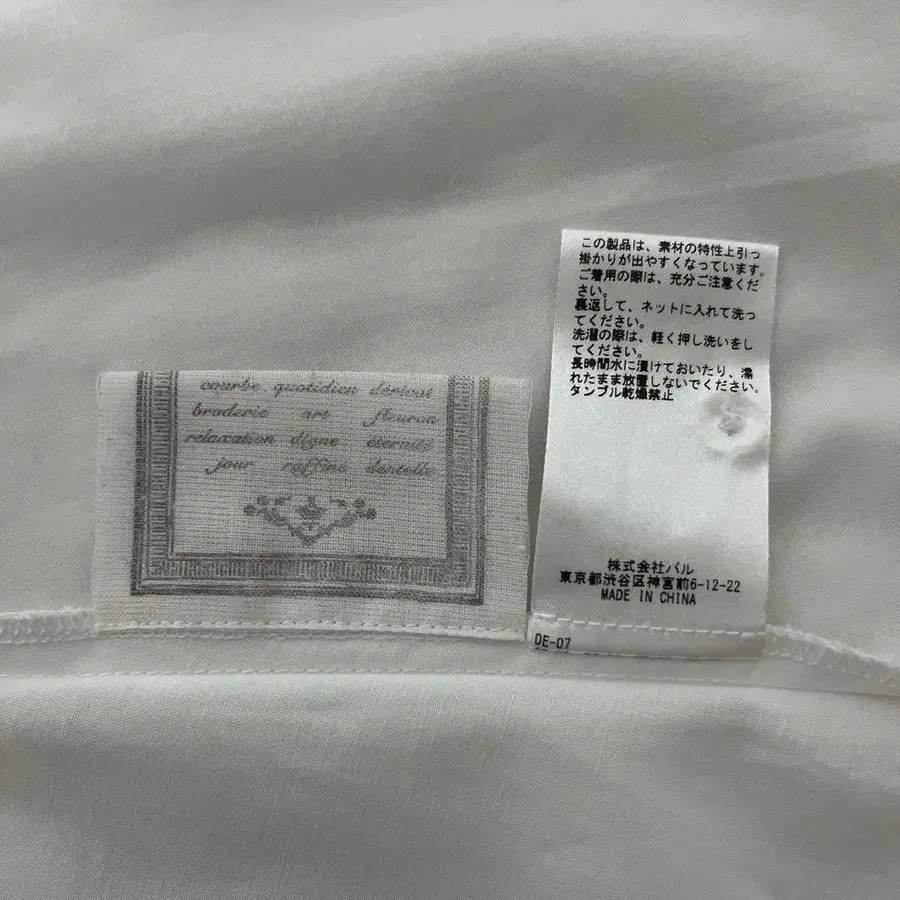 courbe quotidien déricat
broderie art fleurua
relaxation digne éternité
jour raffiné dentelle
この製品は、素材の特性上引っ
掛かりが出やすくなっています。
ご着用の際は、充分ご注意くだ
さい。
裏返して、ネットに入れて洗っ
てください。
洗濯の際は、軽く押し洗いをし
てください。
長時間水に漬けておいたり、濡
れたまま放置しないでください。
タンブル乾燥禁止
株式会社パル
東京都渋谷区神宮前6-12-22
MADE IN CHINA
DE-07